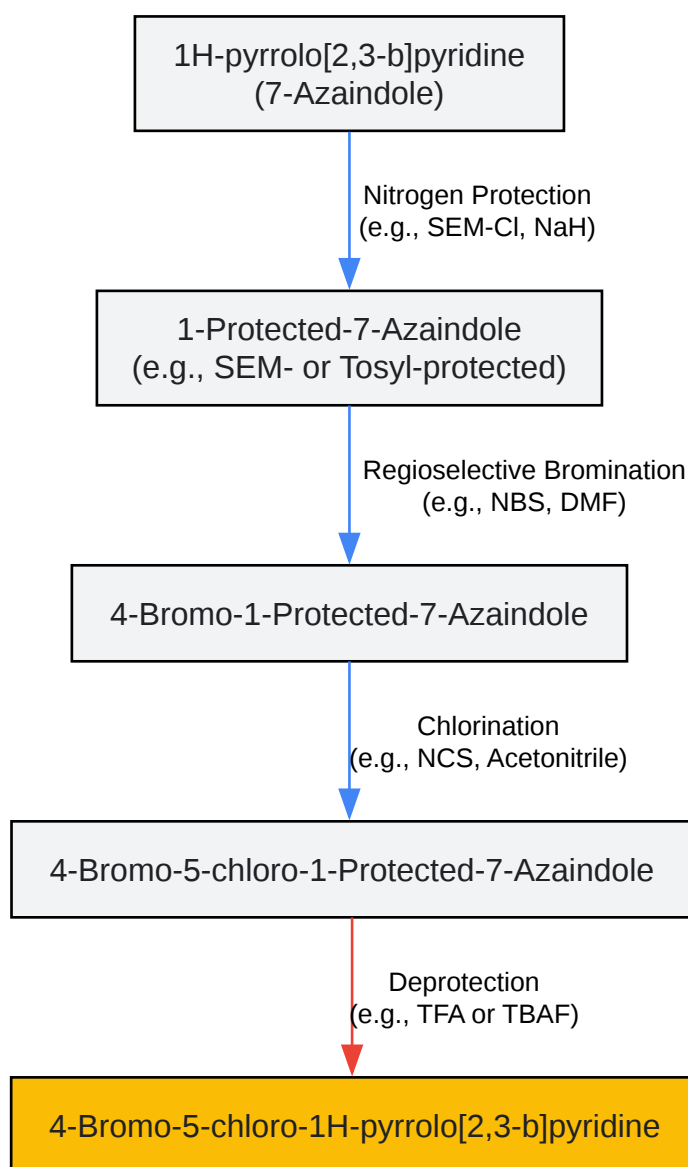 1H-pyrrolo[2,3-b]pyridine
(7-Azaindole)
Nitrogen Protection
(e.g., SEM-Cl, NaH)
1-Protected-7-Azaindole
(e.g., SEM- or Tosyl-protected)
Regioselective Bromination
(e.g., NBS, DMF)
4-Bromo-1-Protected-7-Azaindole
Chlorination
(e.g., NCS, Acetonitrile)
4-Bromo-5-chloro-1-Protected-7-Azaindole
Deprotection
(e.g., TFA or TBAF)
4-Bromo-5-chloro-1H-pyrrolo[2,3-b]pyridine